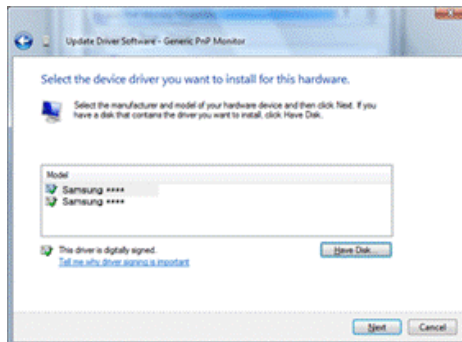 Update Driver Software - Generic PnP Monitor
Select the device driver you want to install for this hardware.
Select the manufacturer and model of your hardware device and then click Next. If you
have a disk that contains the driver you want to install, click Have Disk.
Model
Samsung ****
Samsung ****
This driver is digitally signed.
Have Disk...
Tell me why driver signing is important
Next
Cancel